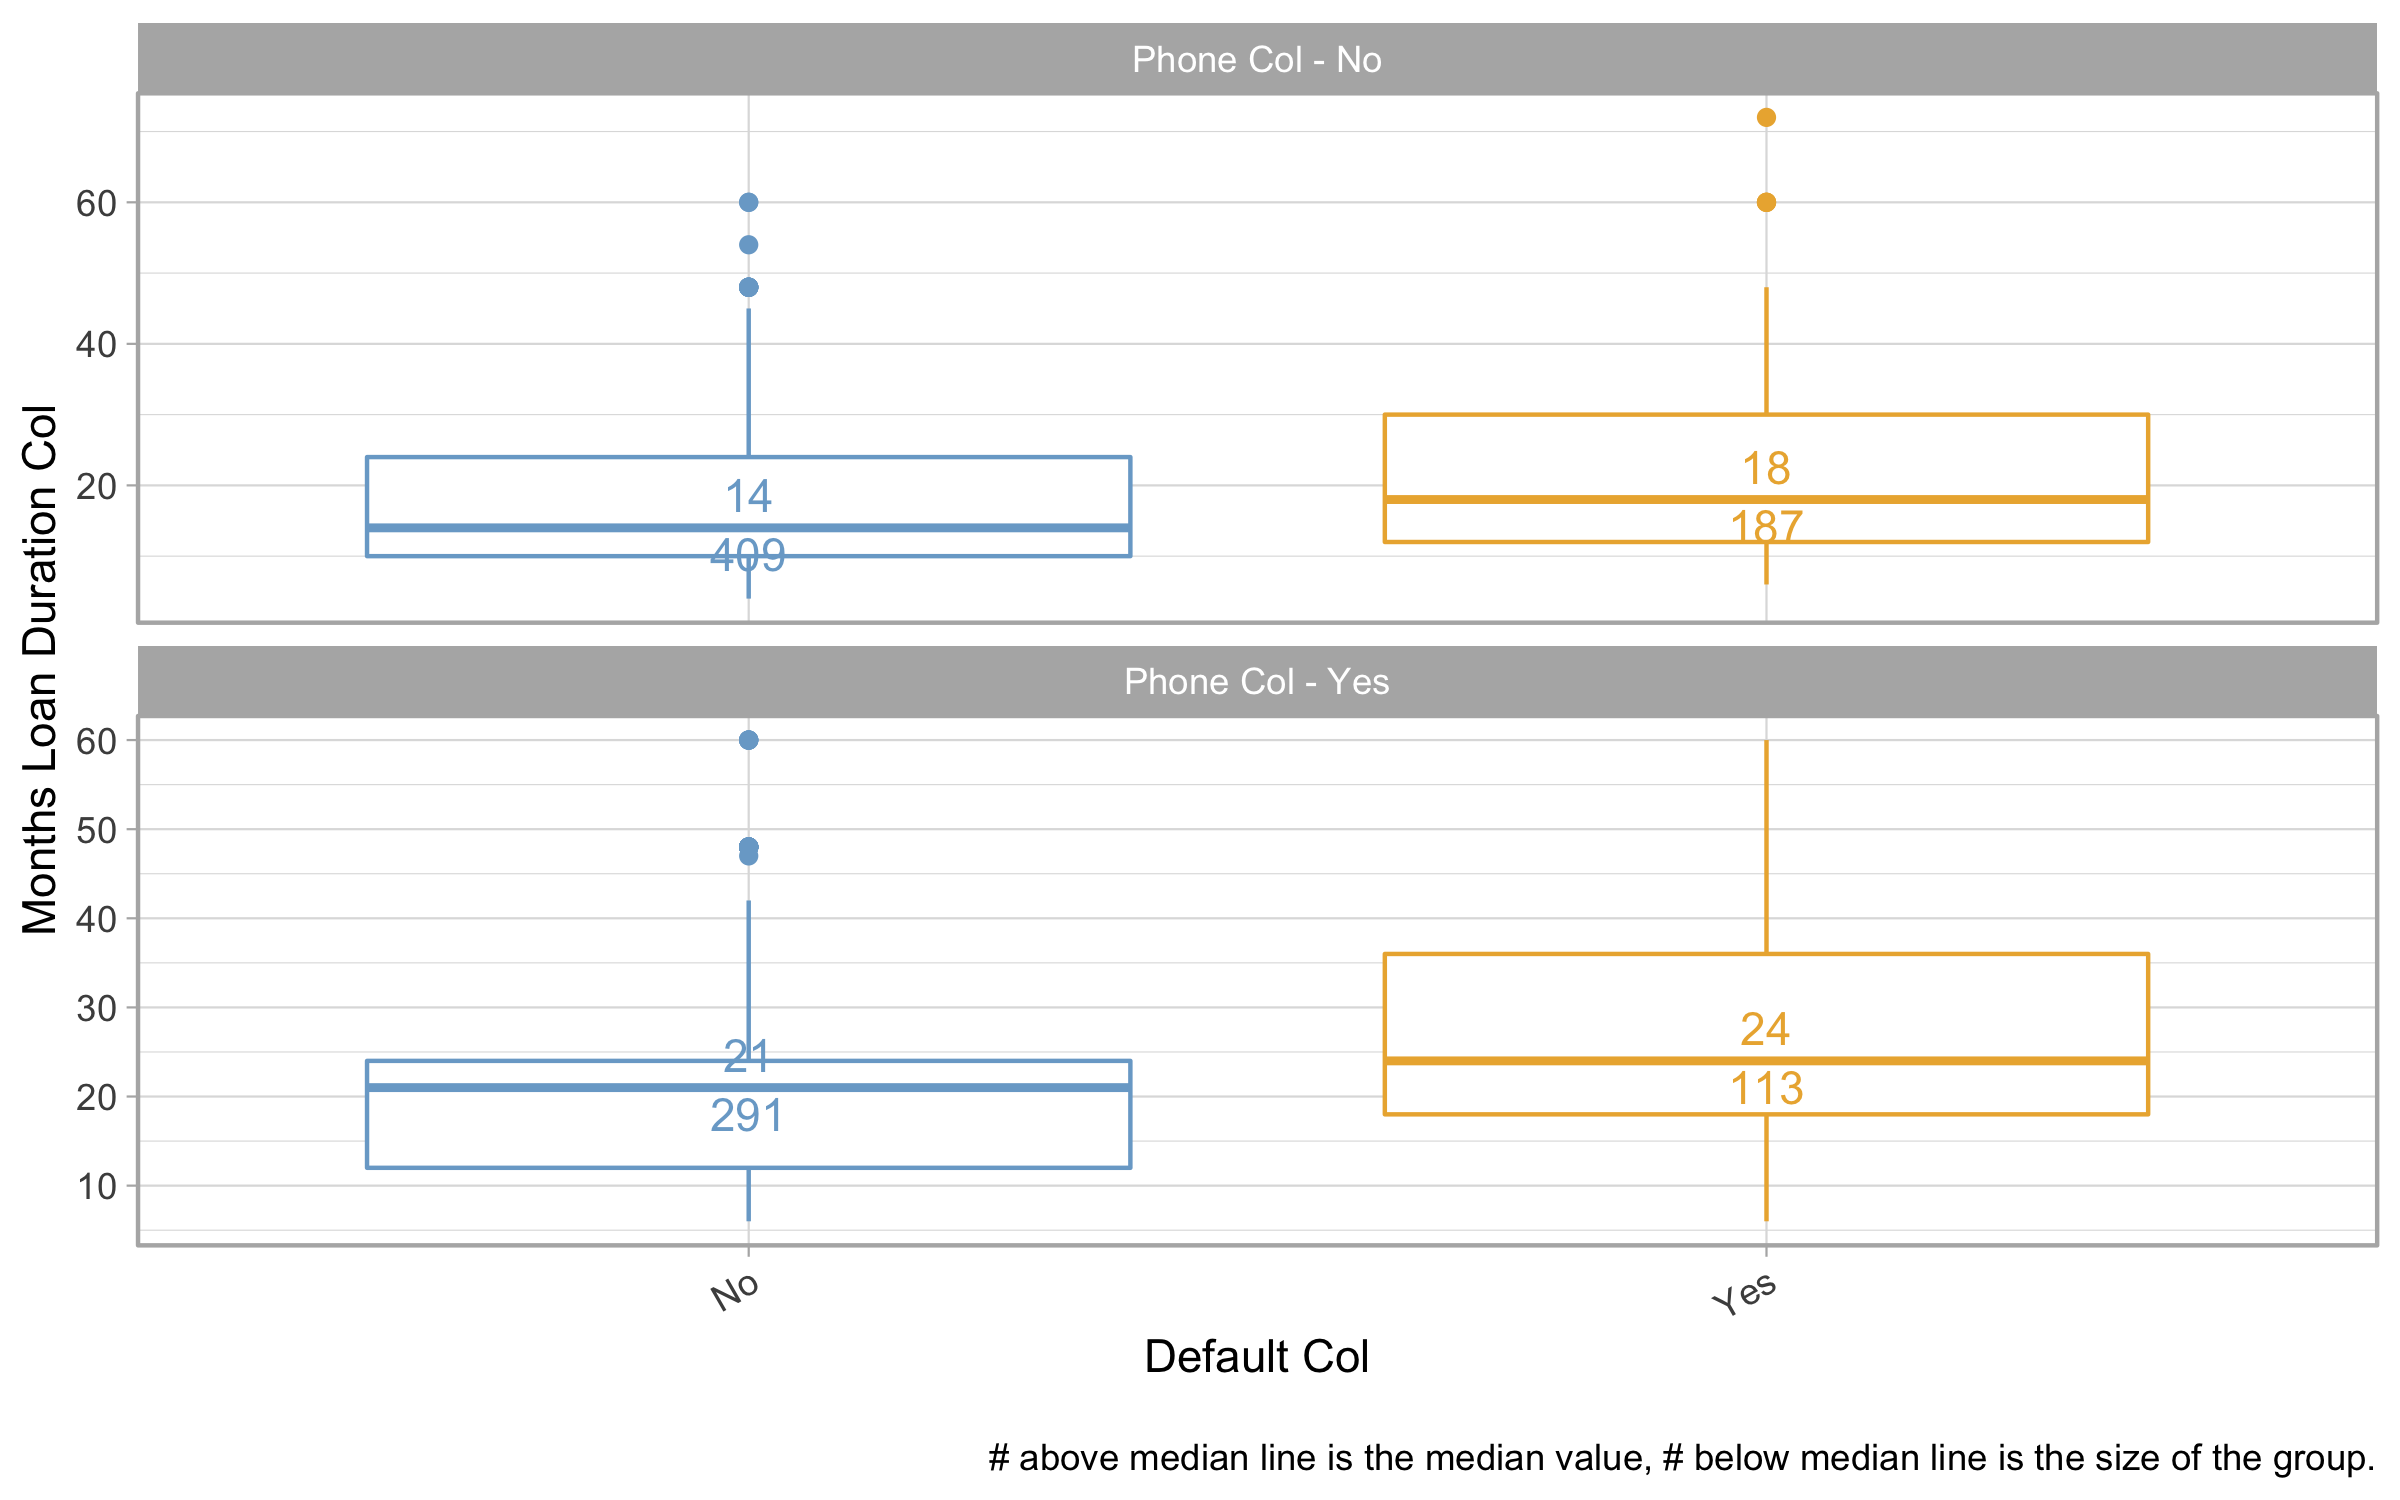 Phone Col - No
60
40
20
14
409
18
187
Months Loan Duration Col
Phone Col - Yes
60
50
40
30
20
10
21
291
24
113
No
Yes
Default Col
# above median line is the median value, # below median line is the size of the group.